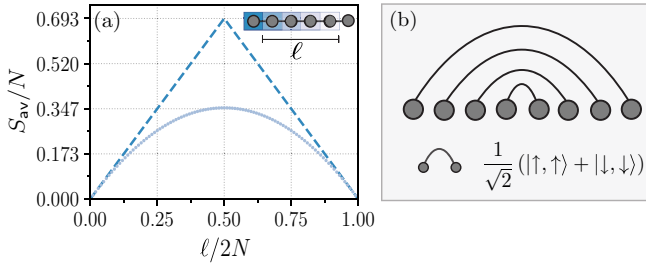 (a)
S_av/N
0.693
0.520
0.347
0.173
0.000
ℓ
0.00 0.25 0.50 0.75 1.00
ℓ/2N
(b)
1/√2 (|↑, ↑⟩ + |↓, ↓⟩)